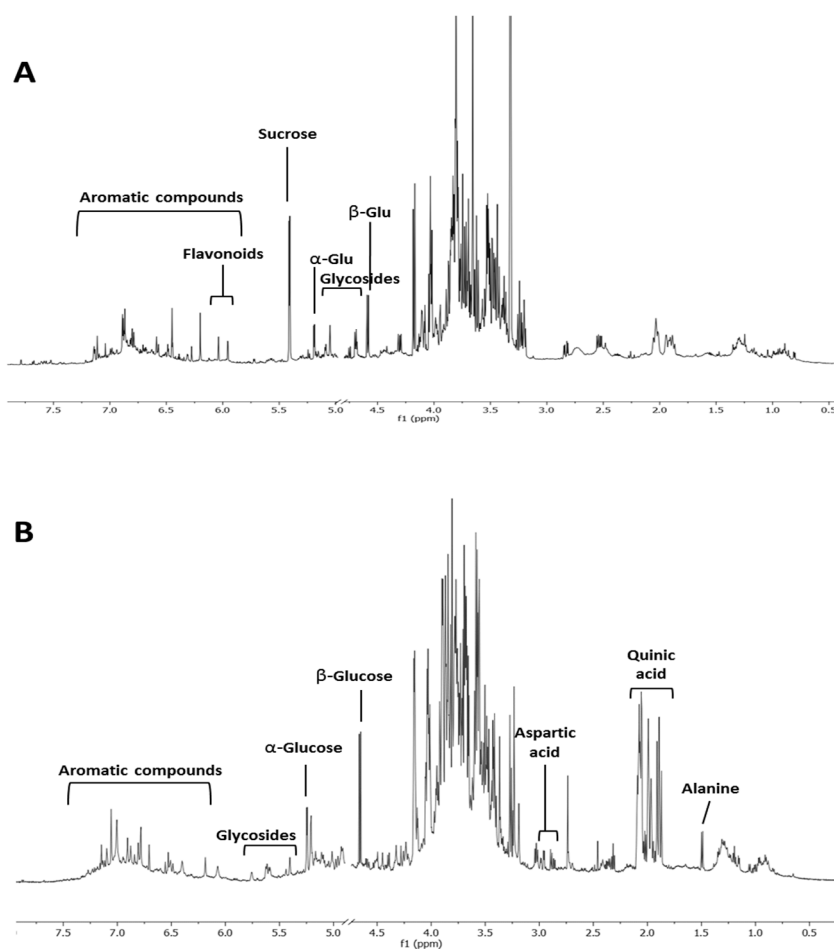 A
Sucrose
Aromatic compounds
β-Glu
Flavonoids
α-Glu
Glycosides
7.5 7.0 6.5 6.0 5.5 5.0 4.5 4.0 3.5 3.0 2.5 2.0 1.5 1.0 0.5
f1 (ppm)
B
Quinic
acid
β-Glucose
Aspartic
acid
α-Glucose
Aromatic compounds
Alanine
Glycosides
7.5 7.0 6.5 6.0 5.5 5.0 4.5 4.0 3.5 3.0 2.5 2.0 1.5 1.0 0.5
f1 (ppm)